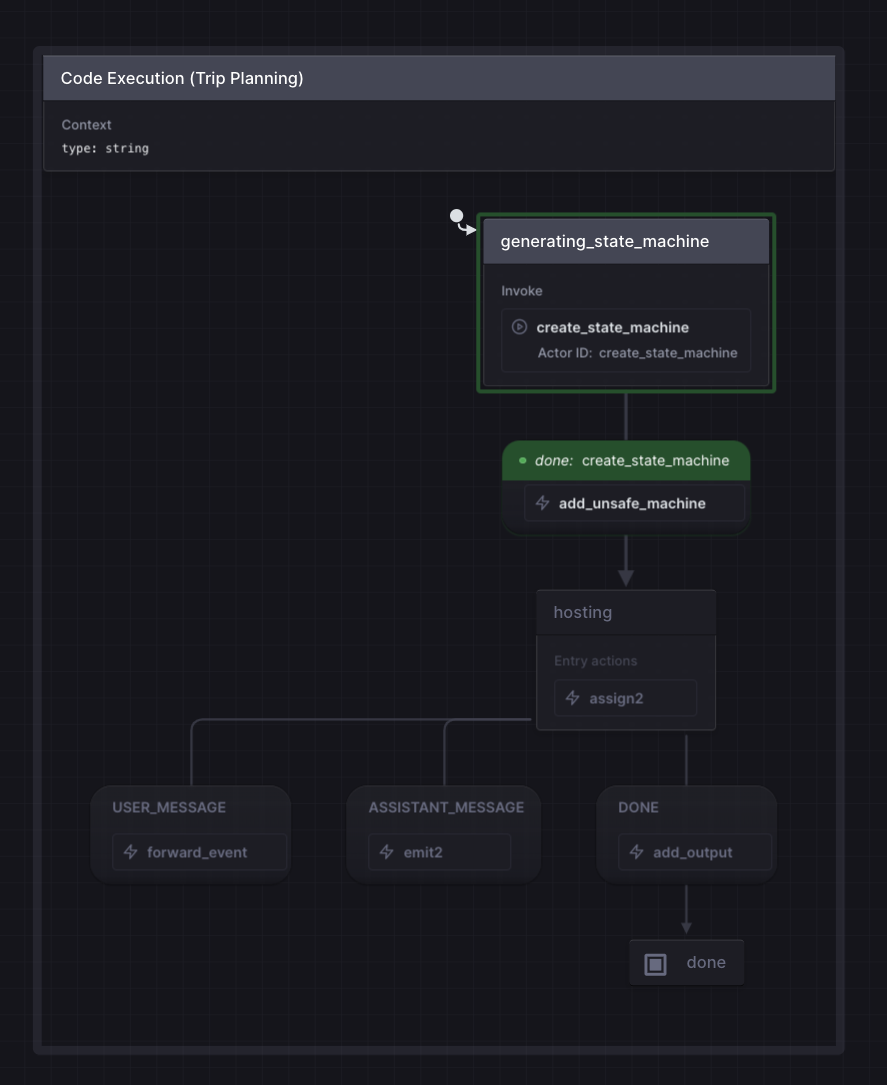 Code Execution (Trip Planning)
Context
type: string
generating_state_machine
Invoke
create_state_machine
Actor ID: create_state_machine
done: create_state_machine
add_unsafe_machine
hosting
Entry actions
assign2
USER_MESSAGE
forward_event
ASSISTANT_MESSAGE
emit2
DONE
add_output
done